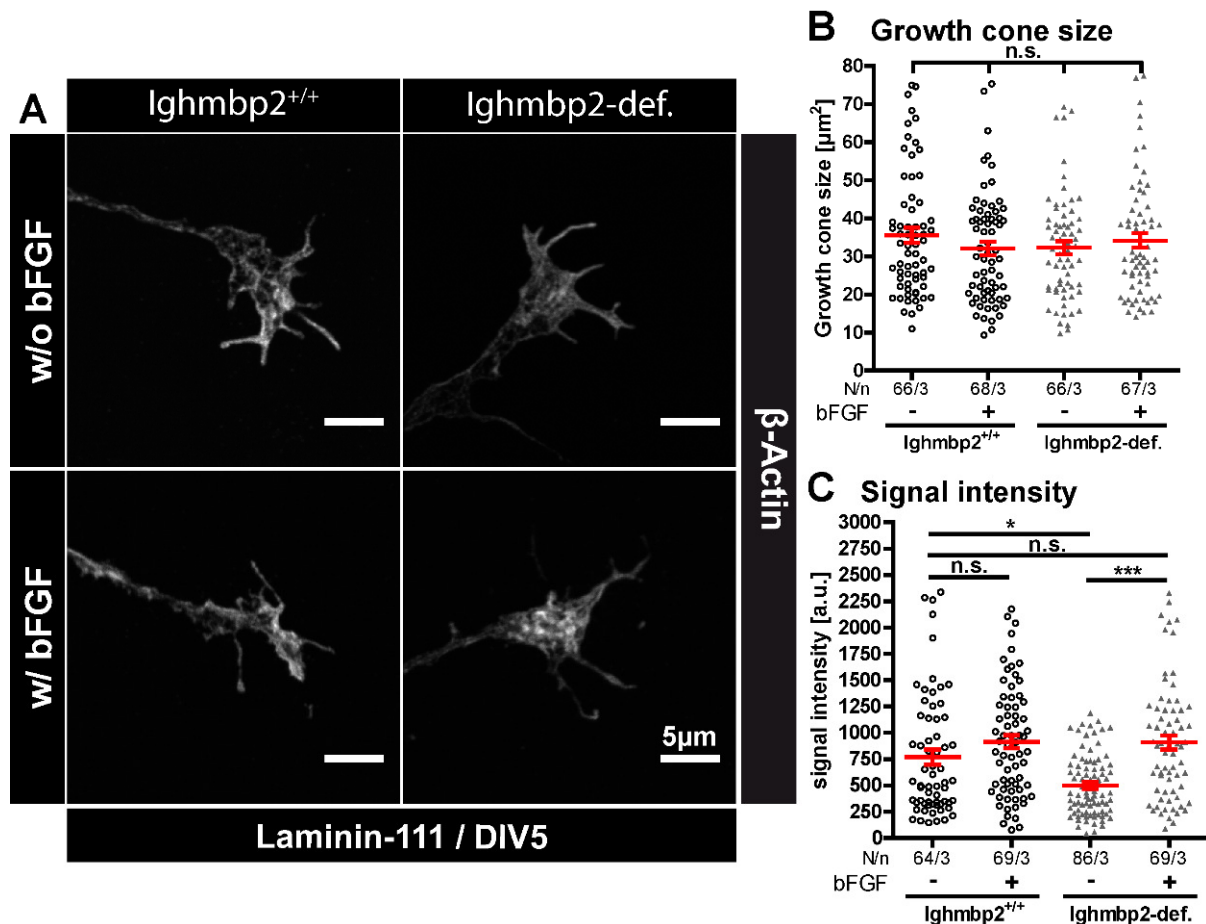 A
Ighmbp2+/+
Ighmbp2-def.
w/o bFGF
w/ bFGF
β-Actin
5µm
Laminin-111 / DIV5
B Growth cone size
n.s.
Growth cone size [µm²]
80
70
60
50
40
30
20
10
0
N/n 66/3 68/3 66/3 67/3
bFGF - + - +
Ighmbp2+/+ Ighmbp2-def.
C Signal intensity
*
n.s.
n.s. ***
signal intensity [a.u.]
3000
2750
2500
2250
2000
1750
1500
1250
1000
750
500
250
0
N/n 64/3 69/3 86/3 69/3
bFGF - + - +
Ighmbp2+/+ Ighmbp2-def.